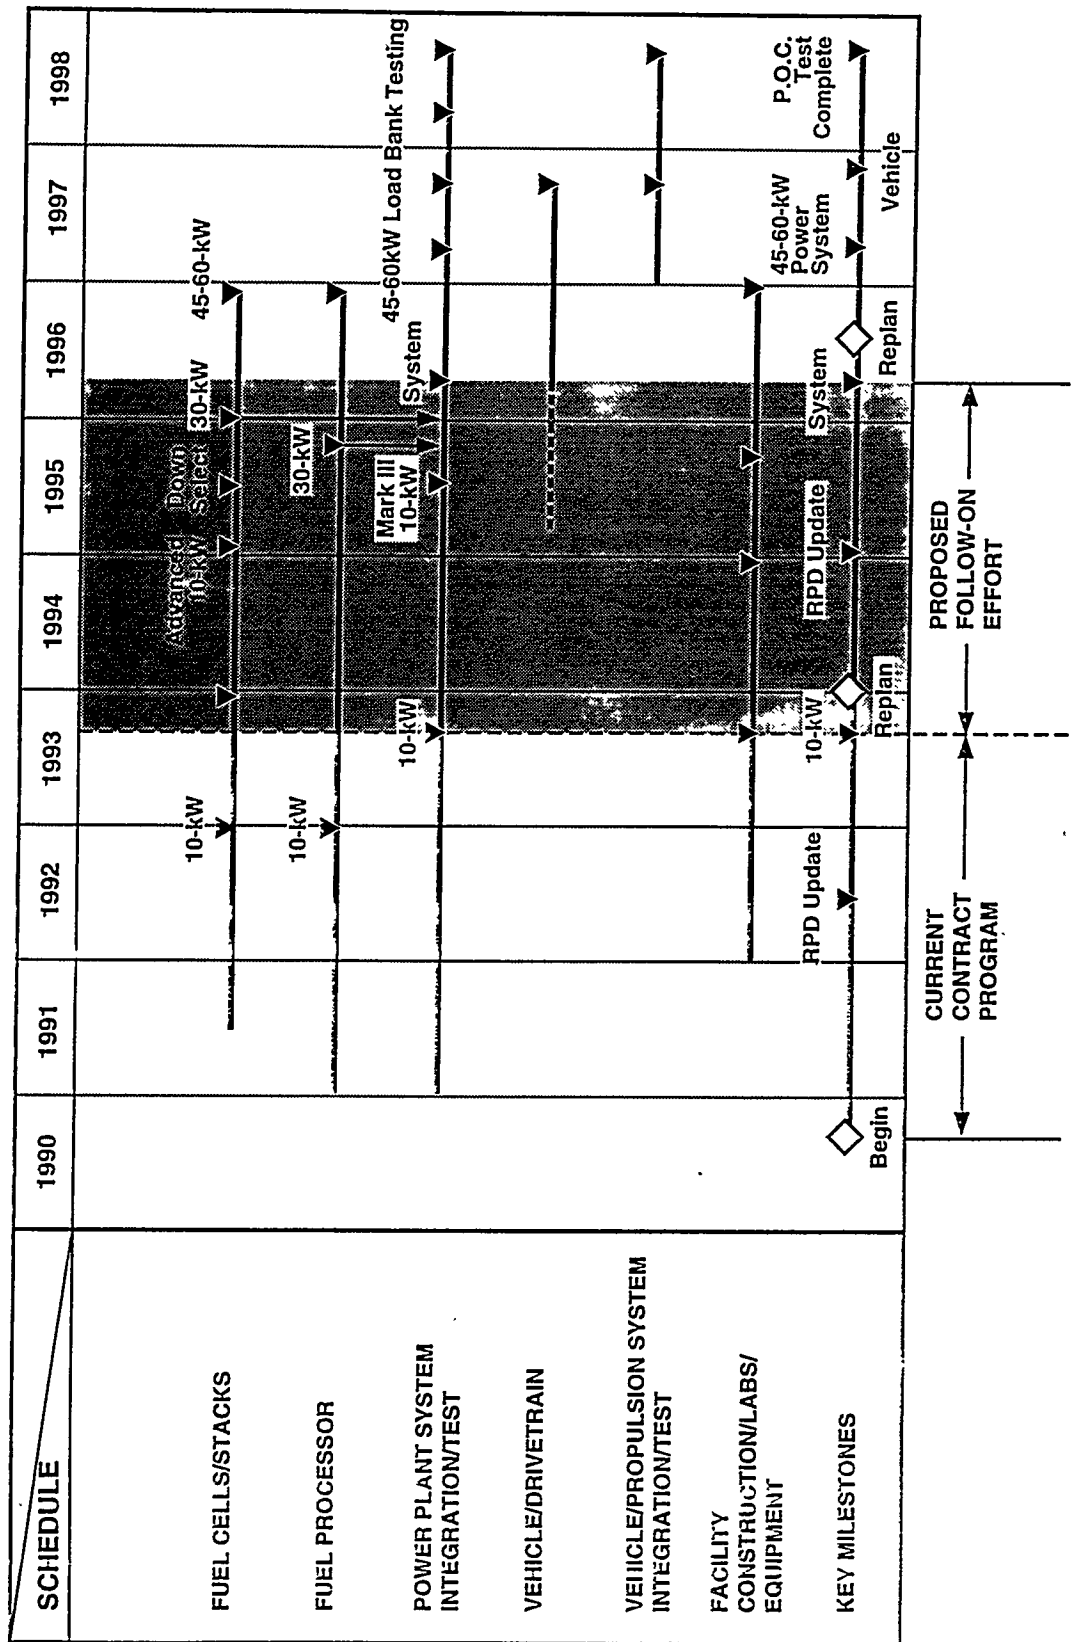 SCHEDULE
1990
1991
1992
1993
1994
1995
1996
1997
1998
FUEL CELLS/STACKS
10-kW
Advanced
10-kW
Down
Select
30-kW
45-60-kW
FUEL PROCESSOR
10-kW
30-kW
POWER PLANT SYSTEM
INTEGRATION/TEST
10-kW
Mark III
10-kW
System
45-60kW Load Bank Testing
VEHICLE/DRIVETRAIN
VEHICLE/PROPULSION SYSTEM
INTEGRATION/TEST
FACILITY
CONSTRUCTION/LABS/
EQUIPMENT
KEY MILESTONES
Begin
RPD Update
10-kW
Replan
RPD Update
System
Replan
45-60-kW
Power
System
Vehicle
P.O.C.
Test
Complete
CURRENT
CONTRACT
PROGRAM
PROPOSED
FOLLOW-ON
EFFORT